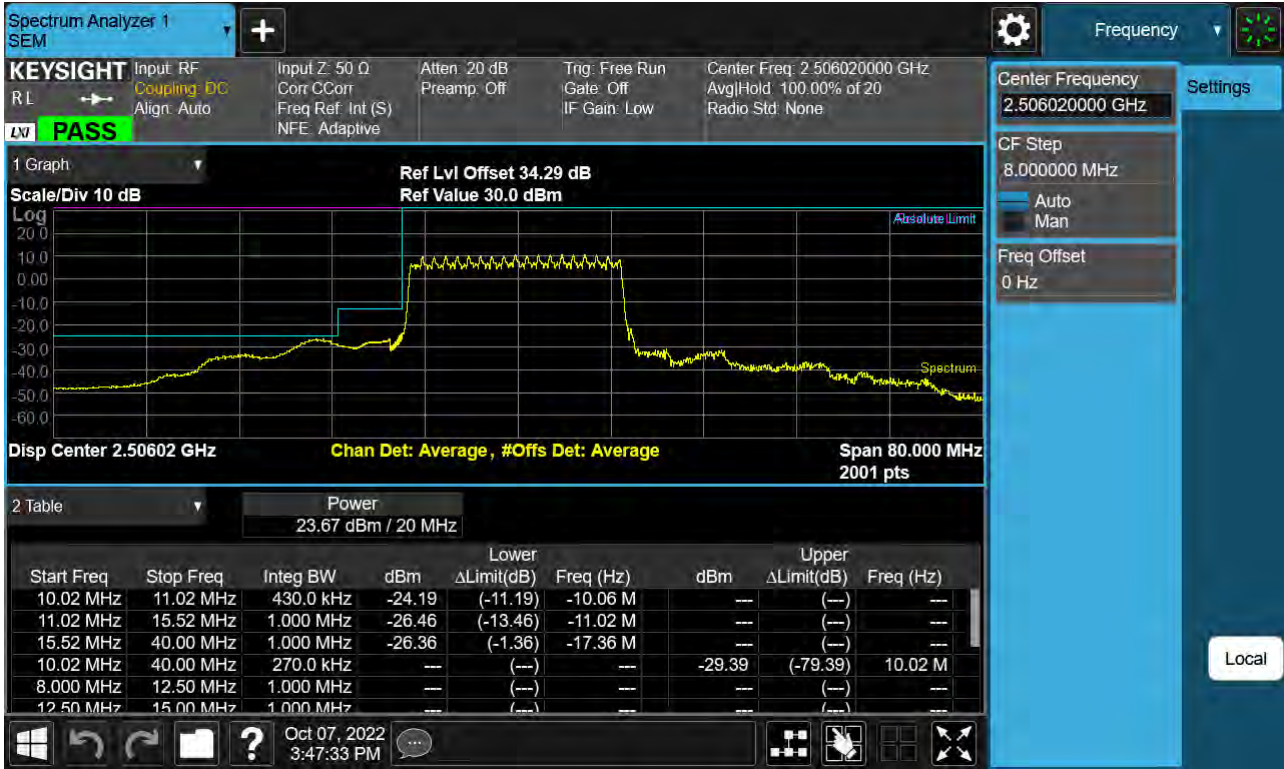 Spectrum Analyzer 1
SEM
Frequency
KEYSIGHT
R L
LXI
PASS
Input: RF
Coupling: DC
Align: Auto
Input Z: 50 Ω
Corr CCorr
Freq Ref: Int (S)
NFE: Adaptive
Atten: 20 dB
Preamp: Off
Trig: Free Run
Gate: Off
IF Gain: Low
Center Freq: 2.506020000 GHz
Avg|Hold: 100.00% of 20
Radio Std: None
Center Frequency
2.506020000 GHz
Settings
CF Step
8.000000 MHz
Auto
Man
Freq Offset
0 Hz
Local
1 Graph
Scale/Div 10 dB
Ref Lvl Offset 34.29 dB
Ref Value 30.0 dBm
Log
Absolute Limit
20.0
10.0
0.00
-10.0
-20.0
-30.0
-40.0
-50.0
-60.0
Spectrum
Disp Center 2.50602 GHz Chan Det: Average, #Offs Det: Average Span 80.000 MHz
2001 pts
2 Table
Power
23.67 dBm / 20 MHz
Lower Upper
Start Freq Stop Freq Integ BW dBm ΔLimit(dB) Freq (Hz) dBm ΔLimit(dB) Freq (Hz)
10.02 MHz 11.02 MHz 430.0 kHz -24.19 (-11.19) -10.06 M --- (---) ---
11.02 MHz 15.52 MHz 1.000 MHz -26.46 (-13.46) -11.02 M --- (---) ---
15.52 MHz 40.00 MHz 1.000 MHz -26.36 (-1.36) -17.36 M --- (---) ---
10.02 MHz 40.00 MHz 270.0 kHz --- (---) --- -29.39 (-79.39) 10.02 M
8.000 MHz 12.50 MHz 1.000 MHz --- (---) --- --- (---) ---
12.50 MHz 15.00 MHz 1.000 MHz --- (---) --- --- (---) ---
Oct 07, 2022
3:47:33 PM